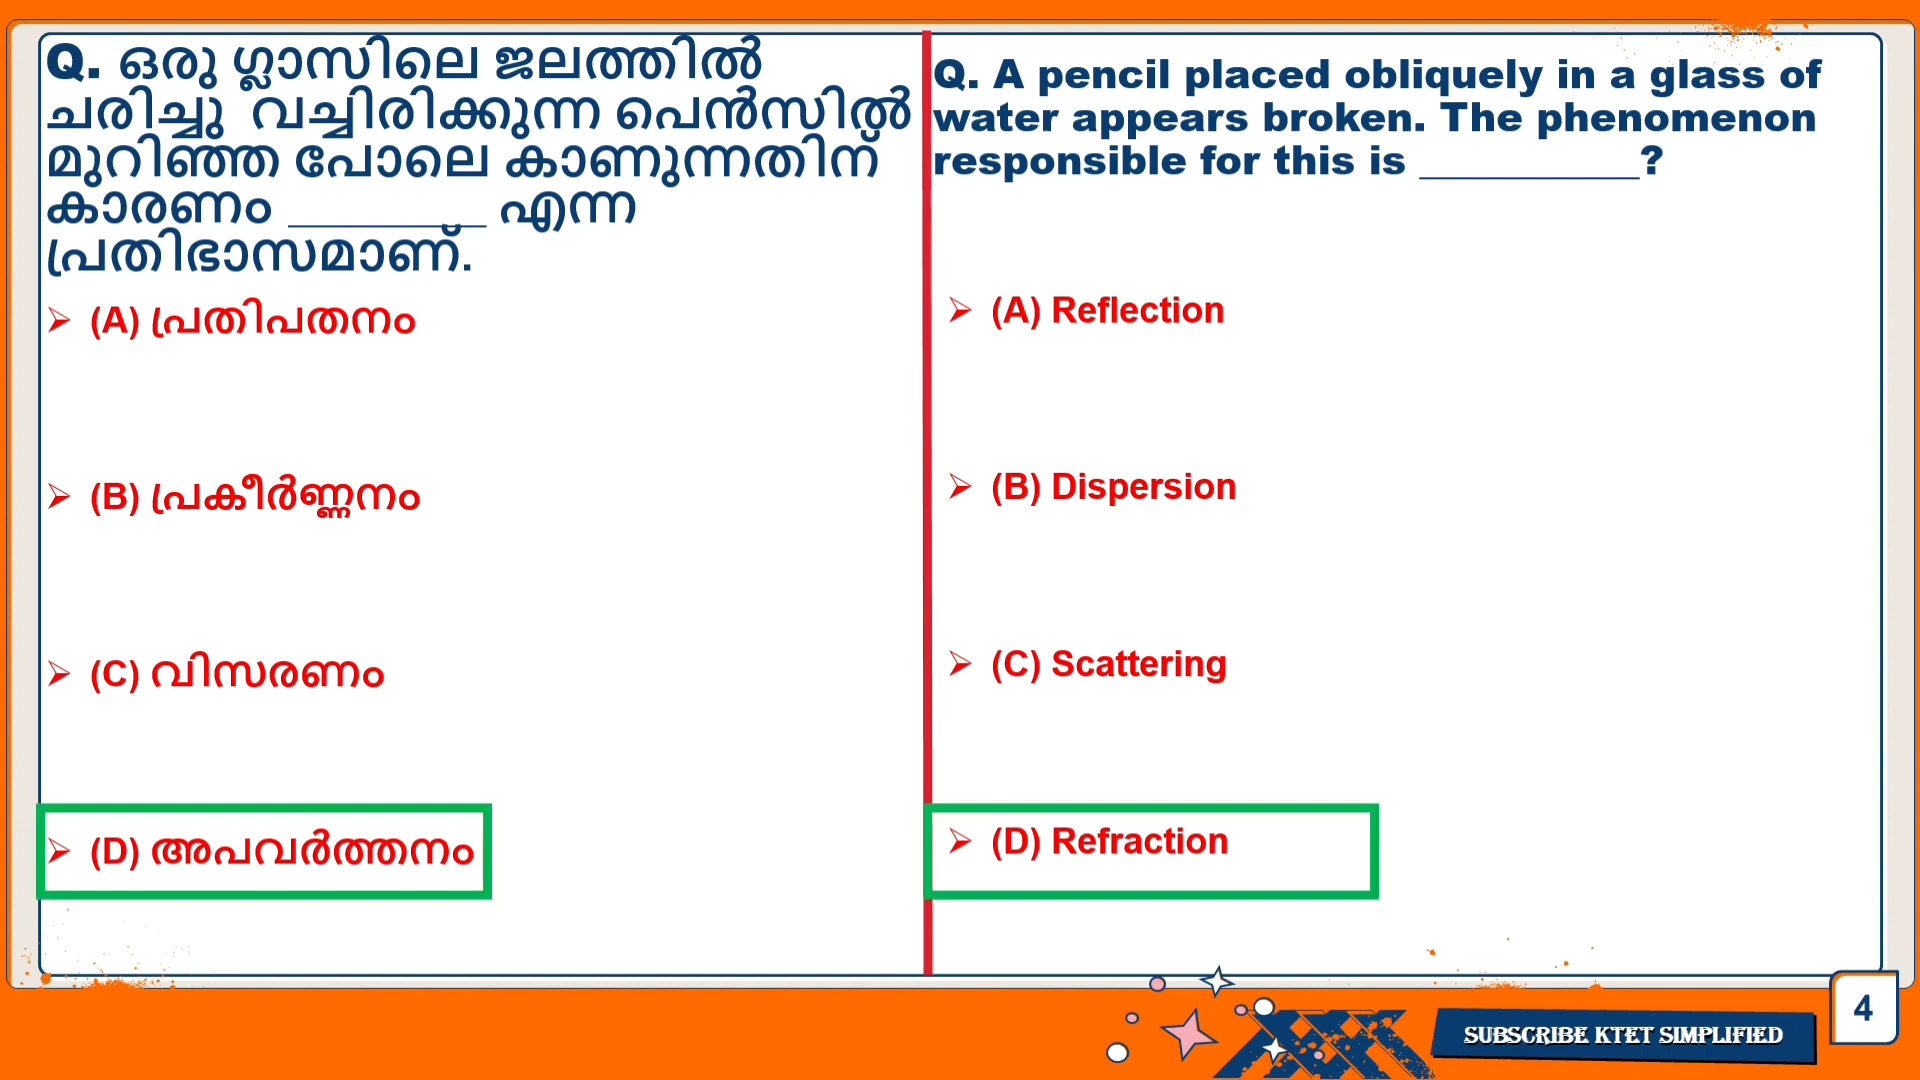 Q. ഒരു ഗ്ലാസിലെ ജലത്തിൽ
ചരിച്ചു വച്ചിരിക്കുന്ന പെൻസിൽ
മുറിഞ്ഞ പോലെ കാണുന്നതിന്
കാരണം _________ എന്ന
പ്രതിഭാസമാണ്.
(A) പ്രതിപതനം
(B) പ്രകീർണ്ണനം
(C) വിസരണം
(D) അപവർത്തനം
Q. A pencil placed obliquely in a glass of
water appears broken. The phenomenon
responsible for this is __________?
(A) Reflection
(B) Dispersion
(C) Scattering
(D) Refraction
SUBSCRIBE KTET SIMPLIFIED
4